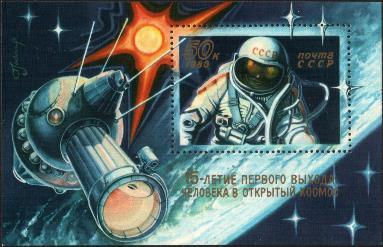 50к
1980
почта
СССР
СССР
15-ЛЕТИЕ ПЕРВОГО ВЫХОДА
ЧЕЛОВЕКА В ОТКРЫТЫЙ КОСМОС